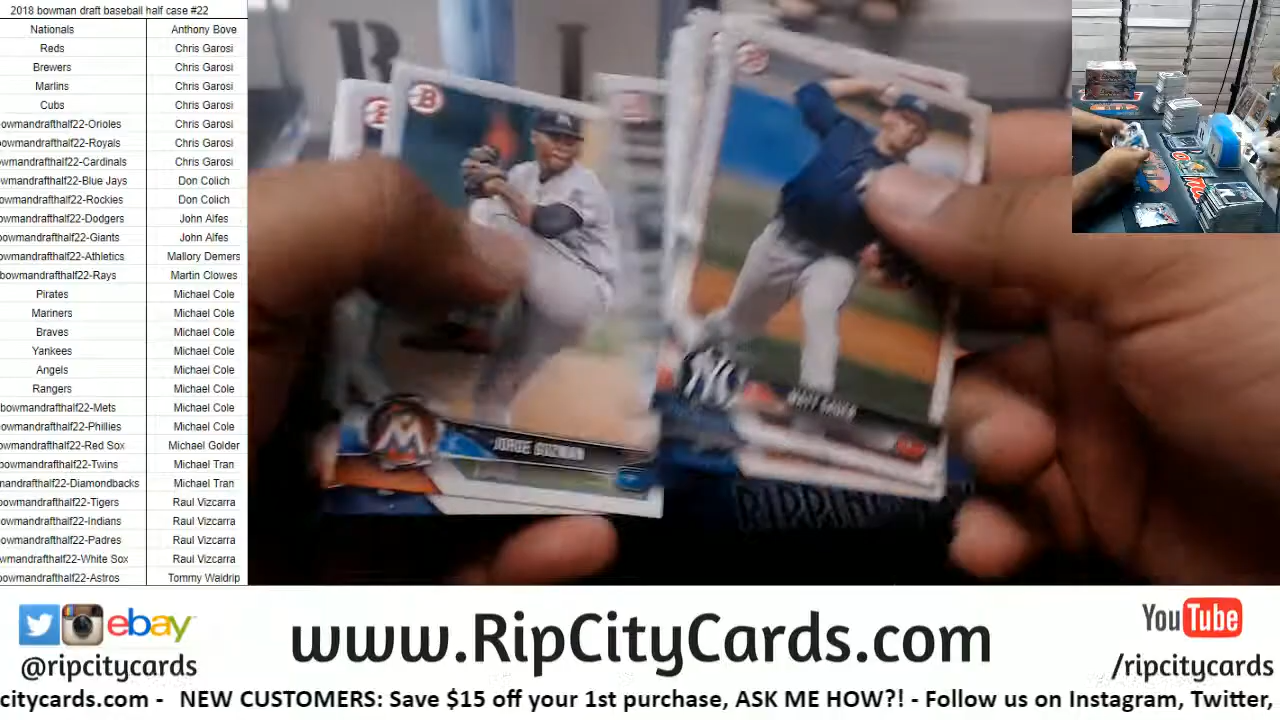 2018 bowman draft baseball half case #22
Nationals Anthony Bove
Reds Chris Garosi
Brewers Chris Garosi
Marlins Chris Garosi
Cubs Chris Garosi
owmandrafthalf22-Orioles Chris Garosi
bowmandrafthalf22-Royals Chris Garosi
owmandrafthalf22-Cardinals Chris Garosi
wmandrafthalf22-Blue Jays Don Colich
owmandrafthalf22-Rockies Don Colich
owmandrafthalf22-Dodgers John Alfes
owmandrafthalf22-Giants John Alfes
owmandrafthalf22-Athletics Mallory Demers
bowmandrafthalf22-Rays Martin Clowes
Pirates Michael Cole
Mariners Michael Cole
Braves Michael Cole
Yankees Michael Cole
Angels Michael Cole
Rangers Michael Cole
bowmandrafthalf22-Mets Michael Cole
owmandrafthalf22-Phillies Michael Cole
owmandrafthalf22-Red Sox Michael Golder
bowmandrafthalf22-Twins Michael Tran
mandrafthalf22-Diamondbacks Michael Tran
owmandrafthalf22-Tigers Raul Vizcarra
owmandrafthalf22-Indians Raul Vizcarra
owmandrafthalf22-Padres Raul Vizcarra
wmandrafthalf22-White Sox Raul Vizcarra
owmandrafthalf22-Astros Tommy Waldrip
B
B I
NY
M
JORGE GUZMAN
RIPPIN
ebay
@ripcitycards
www.RipCityCards.com
YouTube
/ripcitycards
citycards.com - NEW CUSTOMERS: Save $15 off your 1st purchase, ASK ME HOW?! - Follow us on Instagram, Twitter,